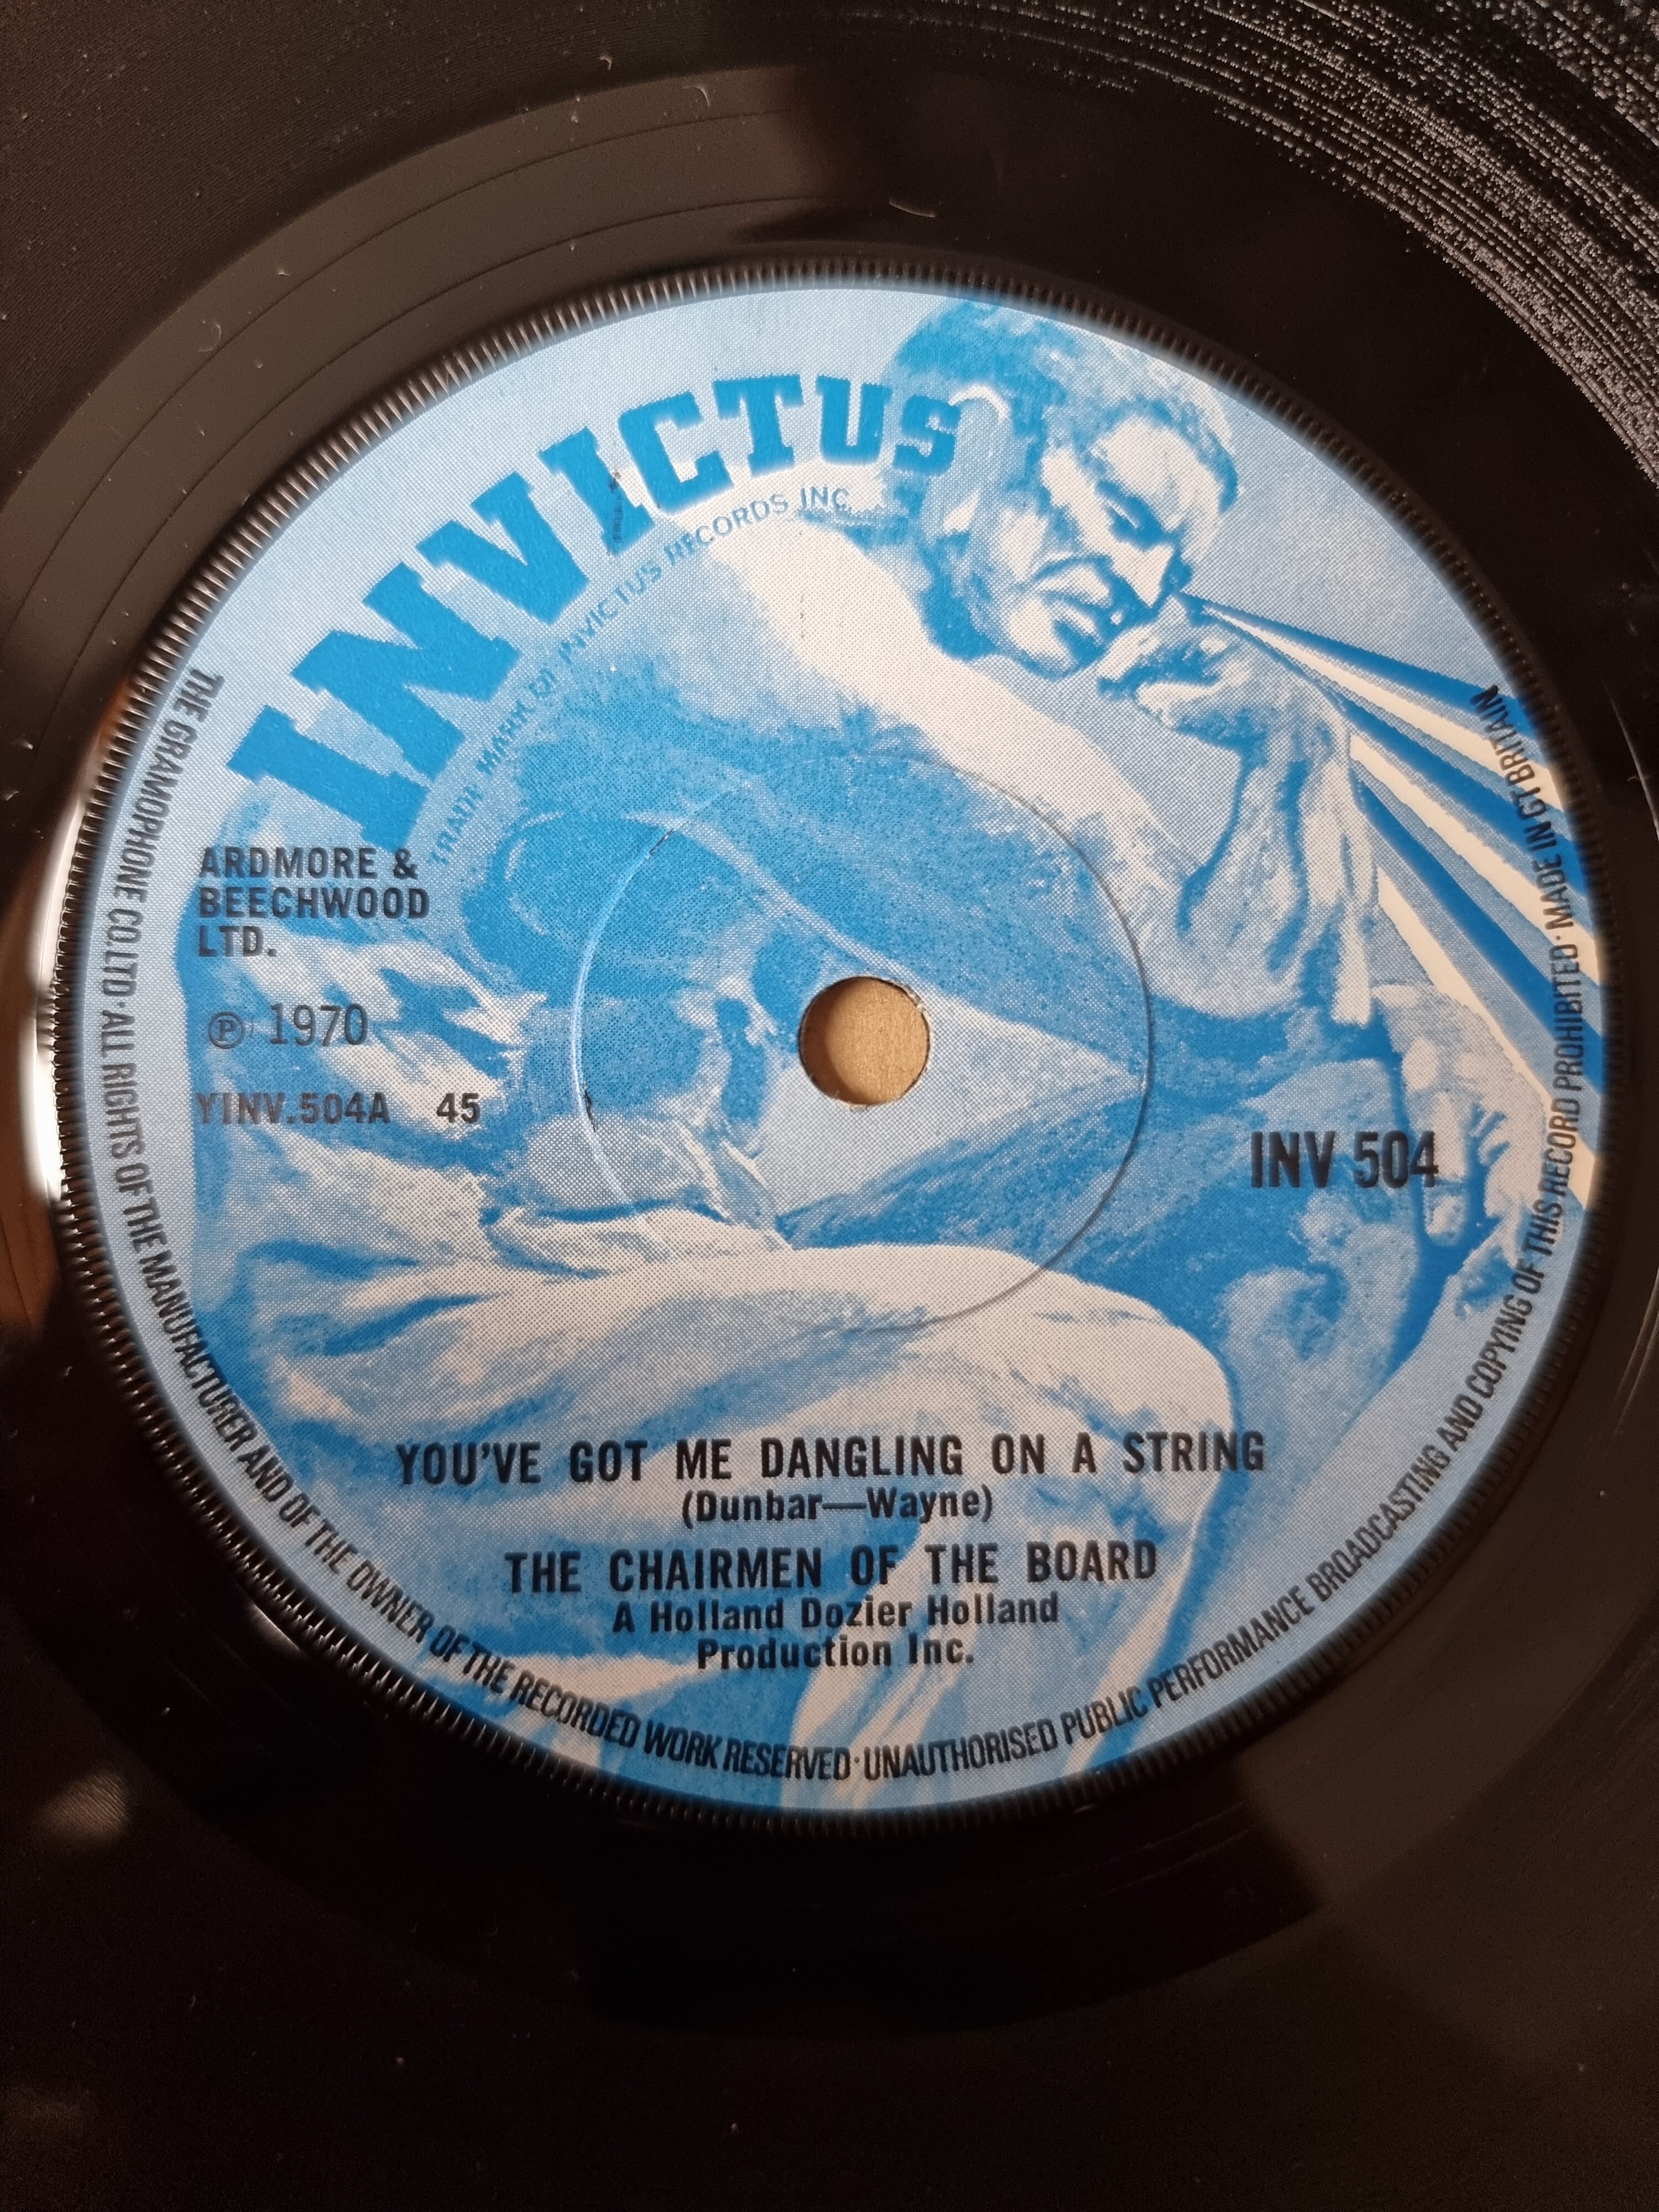 INVICTUS
TRADE MARK OF INVICTUS RECORDS INC.
ARDMORE &
BEECHWOOD
LTD.
Ⓟ 1970
YINV.504A 45
INV 504
YOU'VE GOT ME DANGLING ON A STRING
(Dunbar—Wayne)
THE CHAIRMEN OF THE BOARD
A Holland Dozier Holland
Production Inc.
THE GRAMOPHONE CO. LTD · ALL RIGHTS OF THE MANUFACTURER AND OF THE OWNER OF THE RECORDED WORK RESERVED · UNAUTHORISED PUBLIC PERFORMANCE BROADCASTING AND COPYING OF THIS RECORD PROHIBITED · MADE IN GT BRITAIN